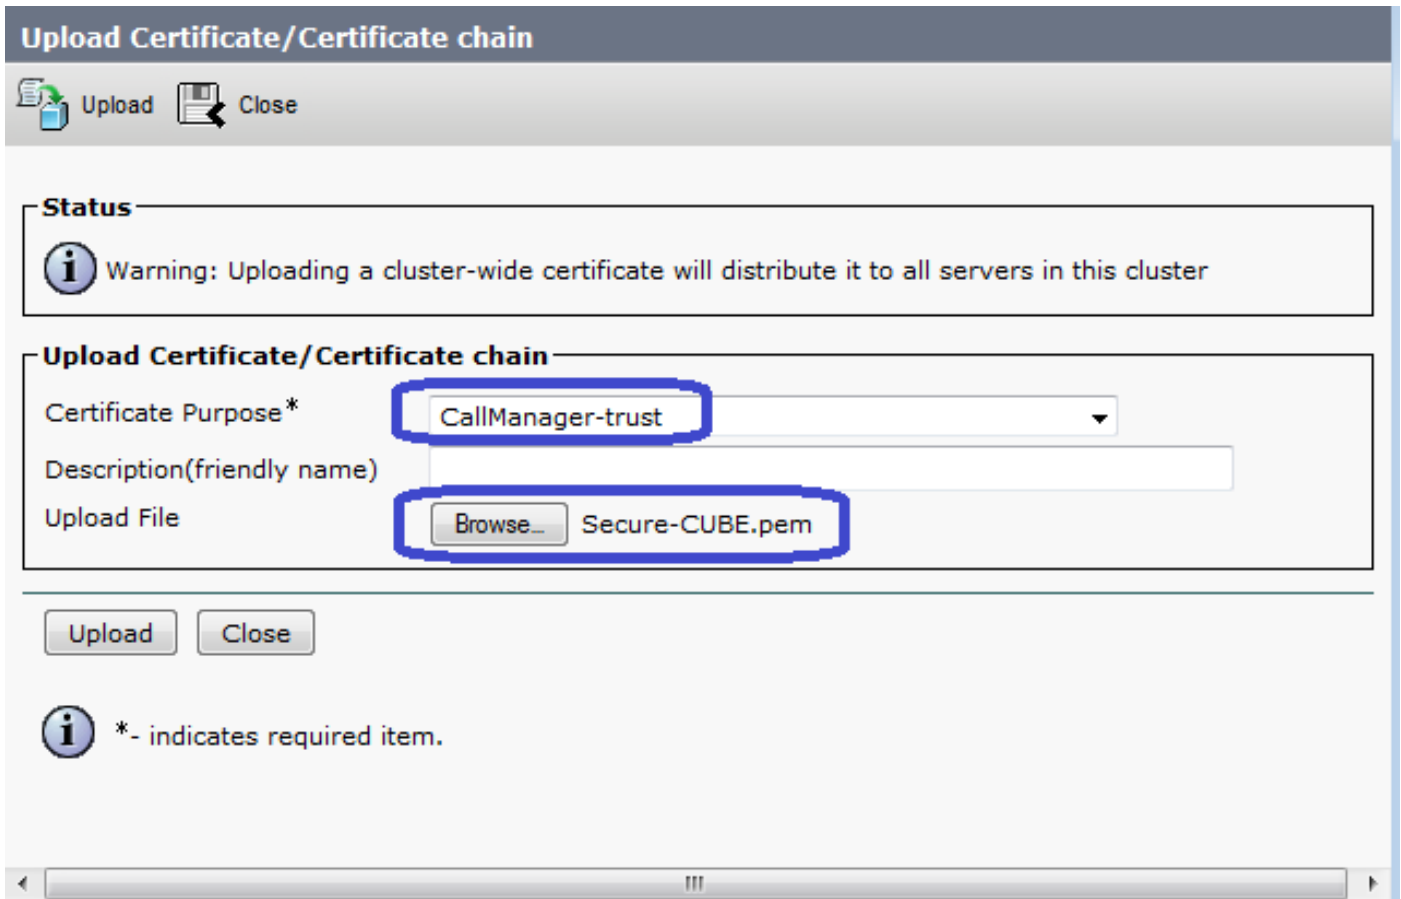 Upload Certificate/Certificate chain
Upload Close
Status
Warning: Uploading a cluster-wide certificate will distribute it to all servers in this cluster
Upload Certificate/Certificate chain
Certificate Purpose* CallManager-trust
Description(friendly name)
Upload File Browse... Secure-CUBE.pem
Upload Close
*- indicates required item.